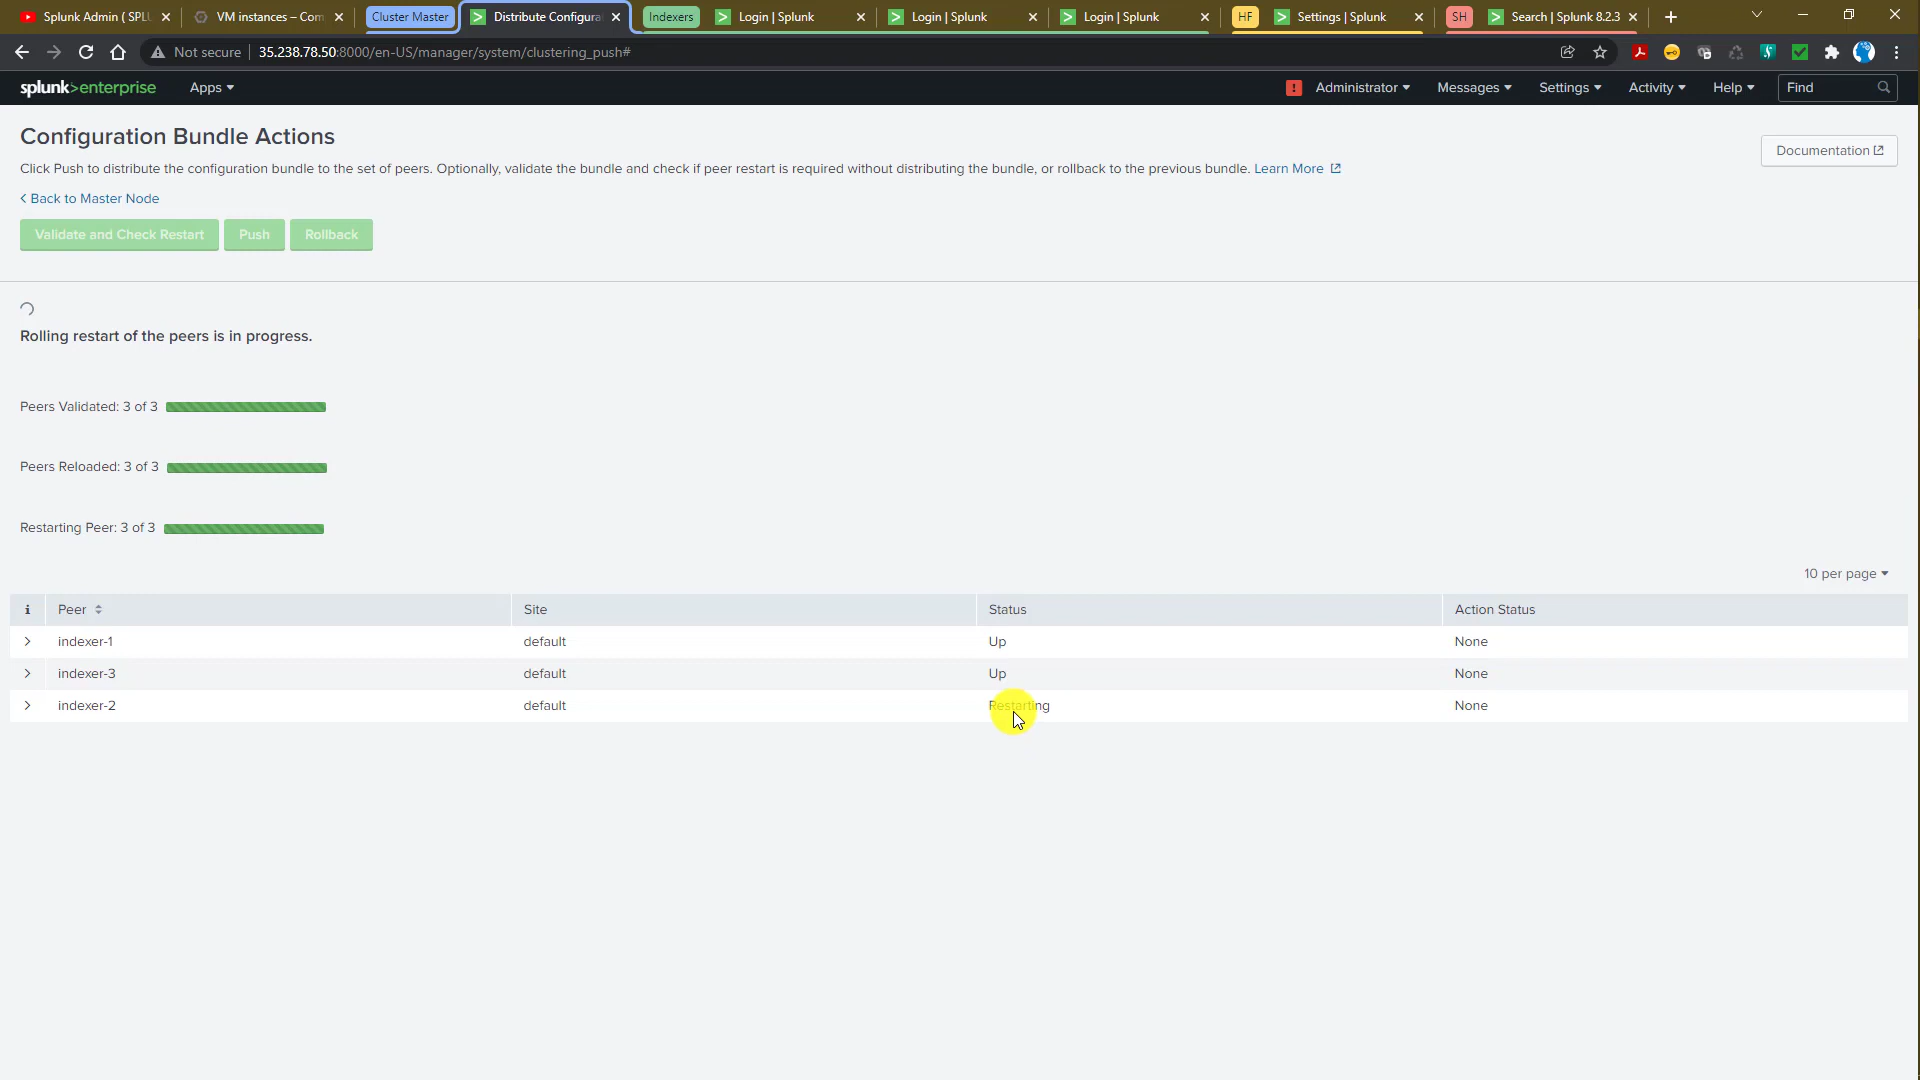 Splunk Admin ( SPLU
VM instances – Com
Cluster Master
Distribute Configura
Indexers
Login | Splunk
Login | Splunk
Login | Splunk
HF
Settings | Splunk
SH
Search | Splunk 8.2.3
Not secure
35.238.78.50:8000/en-US/manager/system/clustering_push#
splunk>enterprise
Apps
Administrator
Messages
Settings
Activity
Help
Find
Configuration Bundle Actions
Documentation
Click Push to distribute the configuration bundle to the set of peers. Optionally, validate the bundle and check if peer restart is required without distributing the bundle, or rollback to the previous bundle. Learn More
< Back to Master Node
Validate and Check Restart
Push
Rollback
Rolling restart of the peers is in progress.
Peers Validated: 3 of 3
Peers Reloaded: 3 of 3
Restarting Peer: 3 of 3
10 per page
i
Peer
Site
Status
Action Status
indexer-1
default
Up
None
indexer-3
default
Up
None
indexer-2
default
Restarting
None